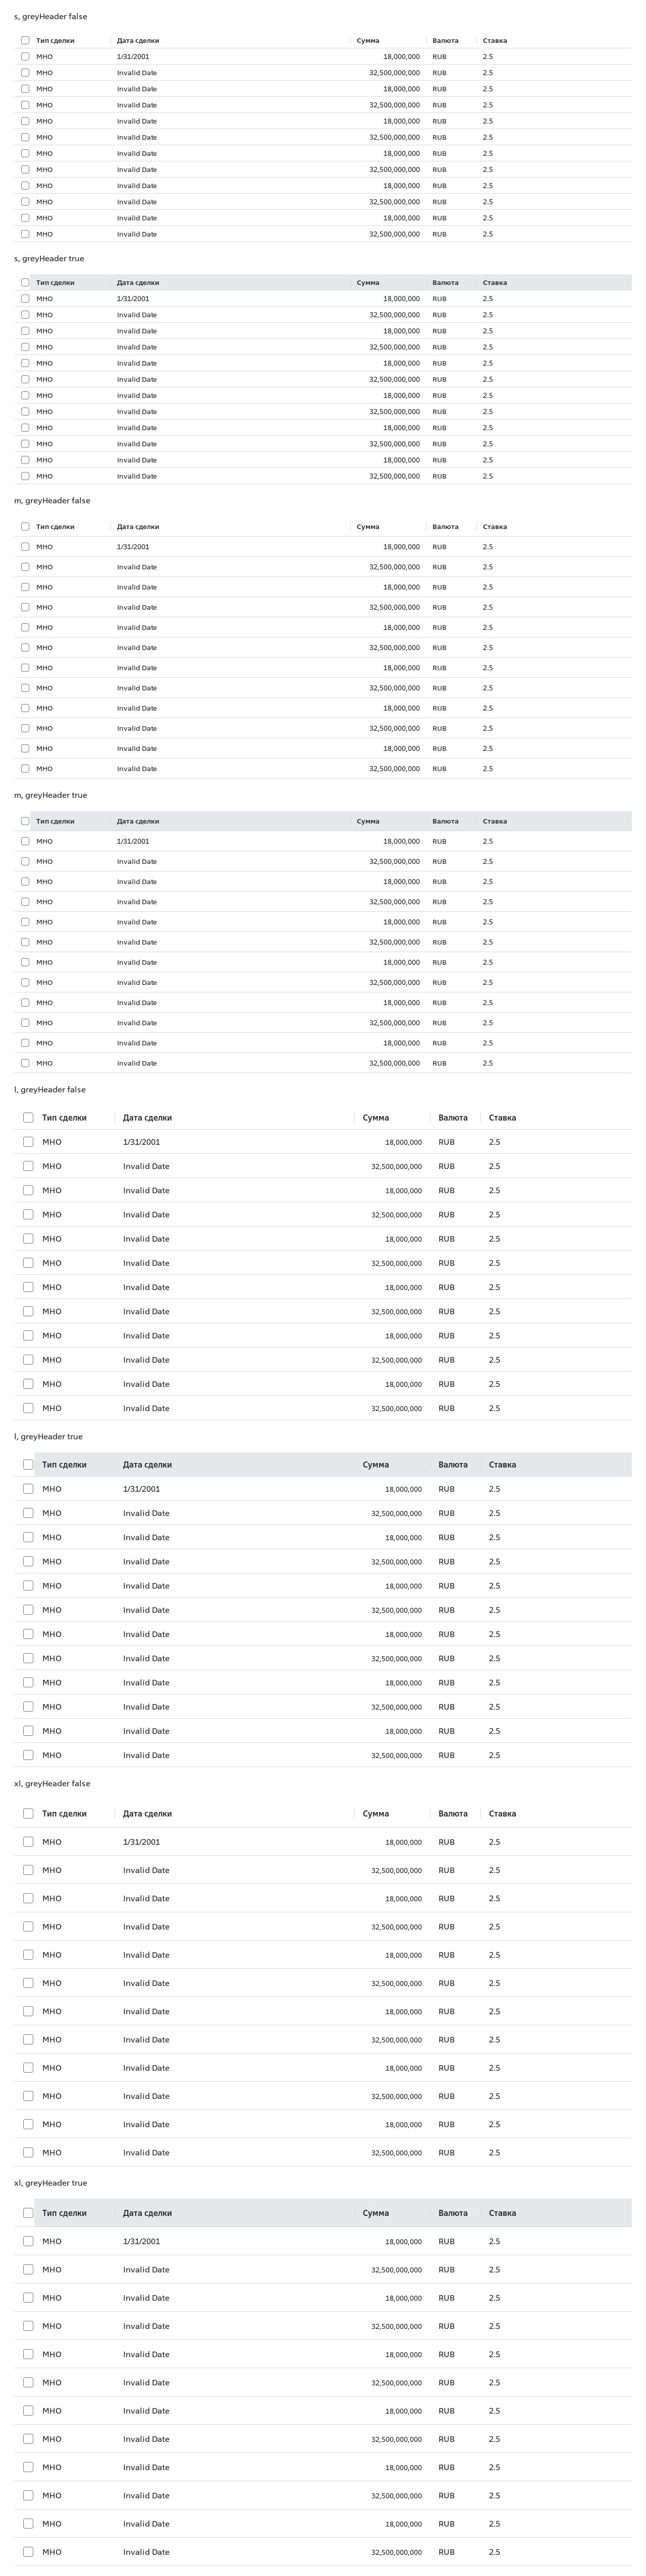 s, greyHeader false
Тип сделки Дата сделки Сумма Валюта Ставка
МНО 1/31/2001 18,000,000 RUB 2.5
МНО Invalid Date 32,500,000,000 RUB 2.5
МНО Invalid Date 18,000,000 RUB 2.5
МНО Invalid Date 32,500,000,000 RUB 2.5
МНО Invalid Date 18,000,000 RUB 2.5
МНО Invalid Date 32,500,000,000 RUB 2.5
МНО Invalid Date 18,000,000 RUB 2.5
МНО Invalid Date 32,500,000,000 RUB 2.5
МНО Invalid Date 18,000,000 RUB 2.5
МНО Invalid Date 32,500,000,000 RUB 2.5
МНО Invalid Date 18,000,000 RUB 2.5
МНО Invalid Date 32,500,000,000 RUB 2.5
s, greyHeader true
Тип сделки Дата сделки Сумма Валюта Ставка
МНО 1/31/2001 18,000,000 RUB 2.5
МНО Invalid Date 32,500,000,000 RUB 2.5
МНО Invalid Date 18,000,000 RUB 2.5
МНО Invalid Date 32,500,000,000 RUB 2.5
МНО Invalid Date 18,000,000 RUB 2.5
МНО Invalid Date 32,500,000,000 RUB 2.5
МНО Invalid Date 18,000,000 RUB 2.5
МНО Invalid Date 32,500,000,000 RUB 2.5
МНО Invalid Date 18,000,000 RUB 2.5
МНО Invalid Date 32,500,000,000 RUB 2.5
МНО Invalid Date 18,000,000 RUB 2.5
МНО Invalid Date 32,500,000,000 RUB 2.5
m, greyHeader false
Тип сделки Дата сделки Сумма Валюта Ставка
МНО 1/31/2001 18,000,000 RUB 2.5
МНО Invalid Date 32,500,000,000 RUB 2.5
МНО Invalid Date 18,000,000 RUB 2.5
МНО Invalid Date 32,500,000,000 RUB 2.5
МНО Invalid Date 18,000,000 RUB 2.5
МНО Invalid Date 32,500,000,000 RUB 2.5
МНО Invalid Date 18,000,000 RUB 2.5
МНО Invalid Date 32,500,000,000 RUB 2.5
МНО Invalid Date 18,000,000 RUB 2.5
МНО Invalid Date 32,500,000,000 RUB 2.5
МНО Invalid Date 18,000,000 RUB 2.5
МНО Invalid Date 32,500,000,000 RUB 2.5
m, greyHeader true
Тип сделки Дата сделки Сумма Валюта Ставка
МНО 1/31/2001 18,000,000 RUB 2.5
МНО Invalid Date 32,500,000,000 RUB 2.5
МНО Invalid Date 18,000,000 RUB 2.5
МНО Invalid Date 32,500,000,000 RUB 2.5
МНО Invalid Date 18,000,000 RUB 2.5
МНО Invalid Date 32,500,000,000 RUB 2.5
МНО Invalid Date 18,000,000 RUB 2.5
МНО Invalid Date 32,500,000,000 RUB 2.5
МНО Invalid Date 18,000,000 RUB 2.5
МНО Invalid Date 32,500,000,000 RUB 2.5
МНО Invalid Date 18,000,000 RUB 2.5
МНО Invalid Date 32,500,000,000 RUB 2.5
l, greyHeader false
Тип сделки Дата сделки Сумма Валюта Ставка
МНО 1/31/2001 18,000,000 RUB 2.5
МНО Invalid Date 32,500,000,000 RUB 2.5
МНО Invalid Date 18,000,000 RUB 2.5
МНО Invalid Date 32,500,000,000 RUB 2.5
МНО Invalid Date 18,000,000 RUB 2.5
МНО Invalid Date 32,500,000,000 RUB 2.5
МНО Invalid Date 18,000,000 RUB 2.5
МНО Invalid Date 32,500,000,000 RUB 2.5
МНО Invalid Date 18,000,000 RUB 2.5
МНО Invalid Date 32,500,000,000 RUB 2.5
МНО Invalid Date 18,000,000 RUB 2.5
МНО Invalid Date 32,500,000,000 RUB 2.5
l, greyHeader true
Тип сделки Дата сделки Сумма Валюта Ставка
МНО 1/31/2001 18,000,000 RUB 2.5
МНО Invalid Date 32,500,000,000 RUB 2.5
МНО Invalid Date 18,000,000 RUB 2.5
МНО Invalid Date 32,500,000,000 RUB 2.5
МНО Invalid Date 18,000,000 RUB 2.5
МНО Invalid Date 32,500,000,000 RUB 2.5
МНО Invalid Date 18,000,000 RUB 2.5
МНО Invalid Date 32,500,000,000 RUB 2.5
МНО Invalid Date 18,000,000 RUB 2.5
МНО Invalid Date 32,500,000,000 RUB 2.5
МНО Invalid Date 18,000,000 RUB 2.5
МНО Invalid Date 32,500,000,000 RUB 2.5
xl, greyHeader false
Тип сделки Дата сделки Сумма Валюта Ставка
МНО 1/31/2001 18,000,000 RUB 2.5
МНО Invalid Date 32,500,000,000 RUB 2.5
МНО Invalid Date 18,000,000 RUB 2.5
МНО Invalid Date 32,500,000,000 RUB 2.5
МНО Invalid Date 18,000,000 RUB 2.5
МНО Invalid Date 32,500,000,000 RUB 2.5
МНО Invalid Date 18,000,000 RUB 2.5
МНО Invalid Date 32,500,000,000 RUB 2.5
МНО Invalid Date 18,000,000 RUB 2.5
МНО Invalid Date 32,500,000,000 RUB 2.5
МНО Invalid Date 18,000,000 RUB 2.5
МНО Invalid Date 32,500,000,000 RUB 2.5
xl, greyHeader true
Тип сделки Дата сделки Сумма Валюта Ставка
МНО 1/31/2001 18,000,000 RUB 2.5
МНО Invalid Date 32,500,000,000 RUB 2.5
МНО Invalid Date 18,000,000 RUB 2.5
МНО Invalid Date 32,500,000,000 RUB 2.5
МНО Invalid Date 18,000,000 RUB 2.5
МНО Invalid Date 32,500,000,000 RUB 2.5
МНО Invalid Date 18,000,000 RUB 2.5
МНО Invalid Date 32,500,000,000 RUB 2.5
МНО Invalid Date 18,000,000 RUB 2.5
МНО Invalid Date 32,500,000,000 RUB 2.5
МНО Invalid Date 18,000,000 RUB 2.5
МНО Invalid Date 32,500,000,000 RUB 2.5